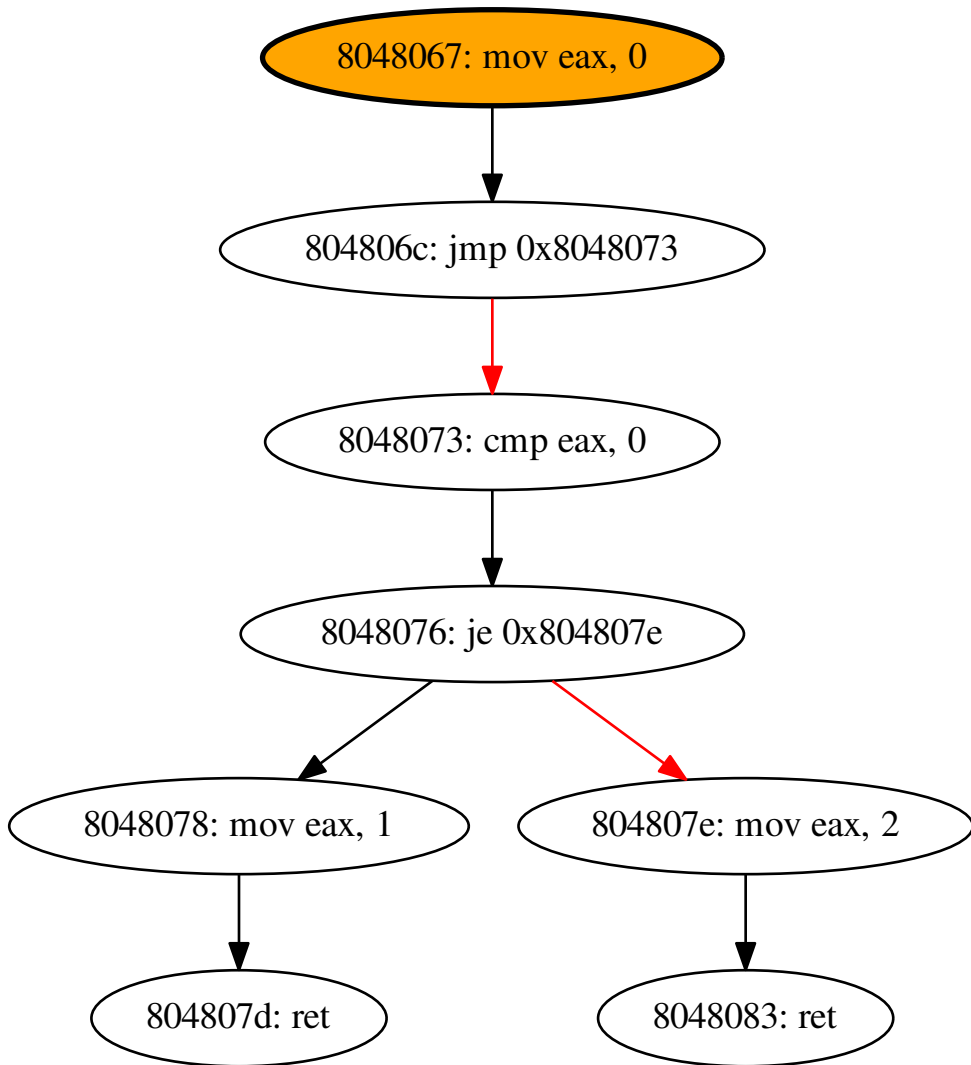 8048067: mov eax, 0
804806c: jmp 0x8048073
8048073: cmp eax, 0
8048076: je 0x804807e
8048078: mov eax, 1
804807e: mov eax, 2
804807d: ret
8048083: ret